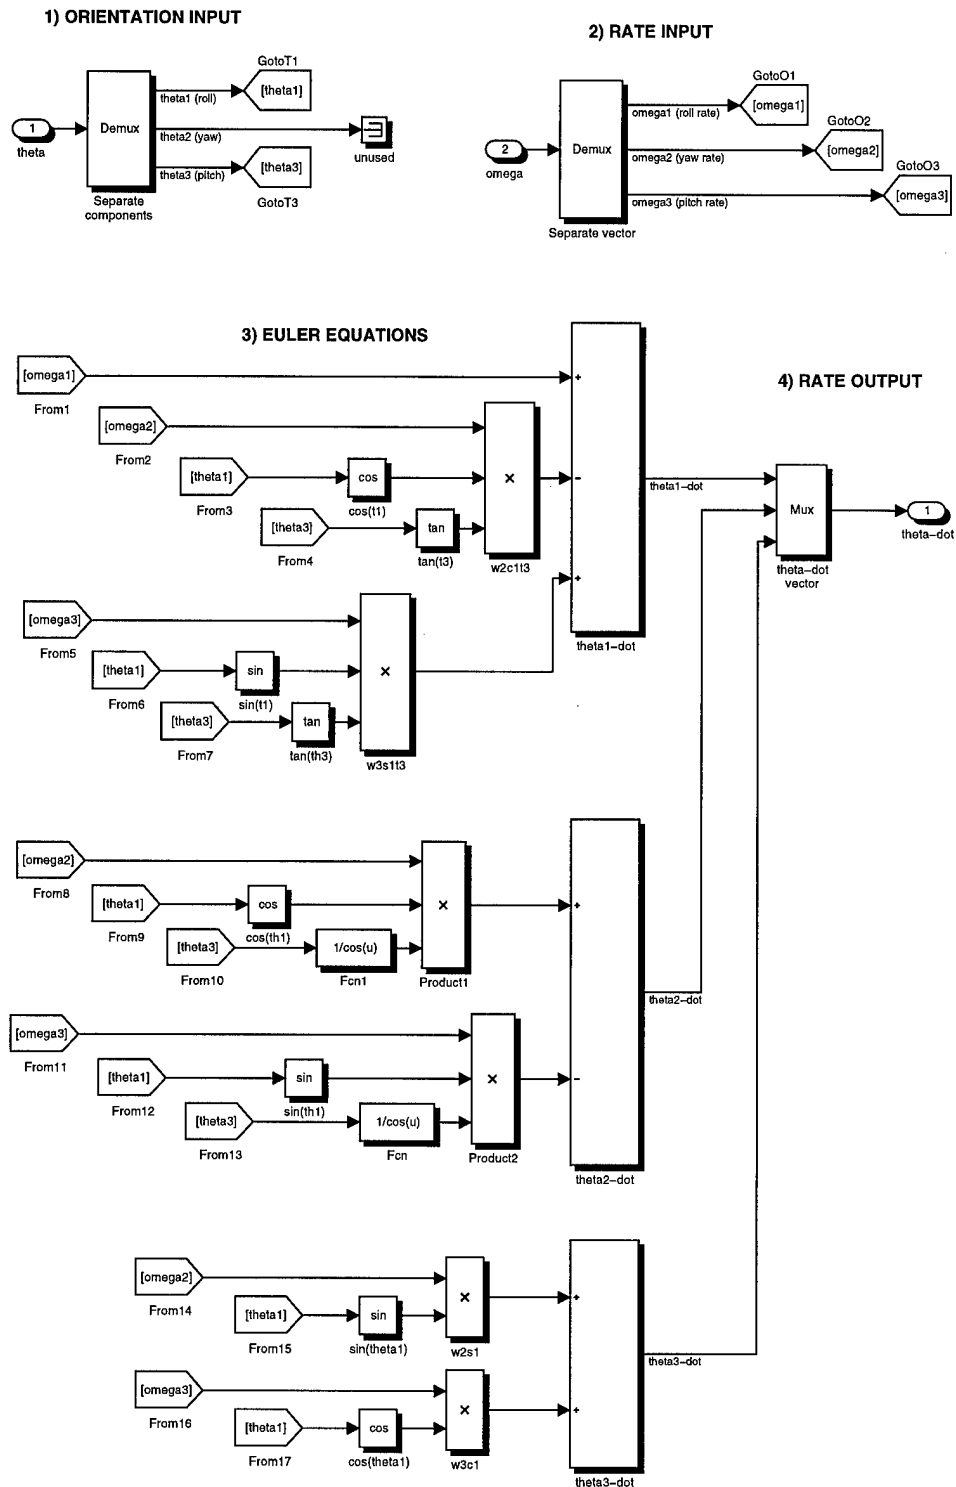 1) ORIENTATION INPUT
2) RATE INPUT
GotoT1
[theta1]
theta1 (roll)
1
theta
Demux
theta2 (yaw)
unused
theta3 (pitch)
[theta3]
GotoT3
Separate
components
GotoO1
[omega1]
omega1 (roll rate)
GotoO2
2
omega
Demux
omega2 (yaw rate)
[omega2]
GotoO3
omega3 (pitch rate)
[omega3]
Separate vector
3) EULER EQUATIONS
4) RATE OUTPUT
[omega1]
From1
+
[omega2]
From2
[theta1]
From3
cos
cos(t1)
×
-
[theta3]
From4
tan
tan(t3)
w2c1t3
+
theta1-dot
theta1-dot
Mux
theta-dot
vector
1
theta-dot
[omega3]
From5
[theta1]
From6
sin
sin(t1)
×
[theta3]
From7
tan
tan(th3)
w3s1t3
[omega2]
From8
[theta1]
From9
cos
cos(th1)
×
+
[theta3]
From10
1/cos(u)
Fcn1
Product1
theta2-dot
[omega3]
From11
[theta1]
From12
sin
sin(th1)
×
-
[theta3]
From13
1/cos(u)
Fcn
Product2
theta2-dot
[omega2]
From14
×
+
[theta1]
From15
sin
sin(theta1)
w2s1
theta3-dot
[omega3]
From16
×
+
[theta1]
From17
cos
cos(theta1)
w3c1
theta3-dot